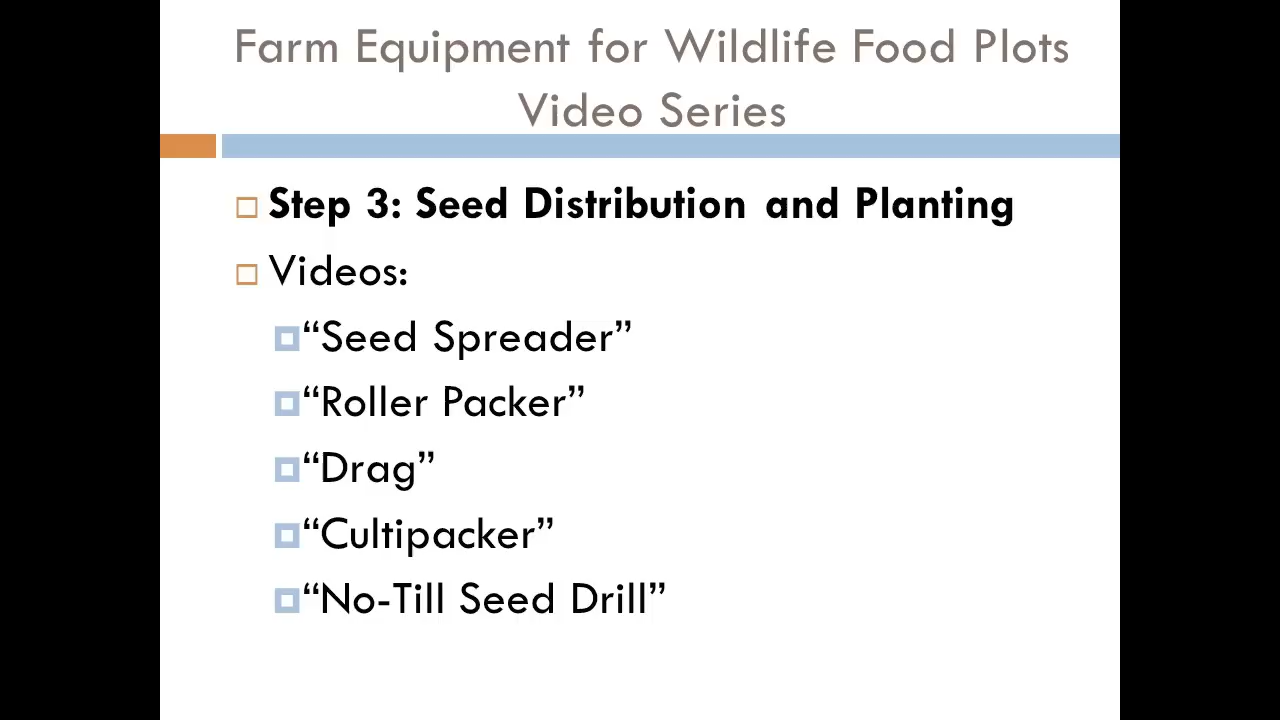 Farm Equipment for Wildlife Food Plots
Video Series
Step 3: Seed Distribution and Planting
Videos:
“Seed Spreader”
“Roller Packer”
“Drag”
“Cultipacker”
“No-Till Seed Drill”